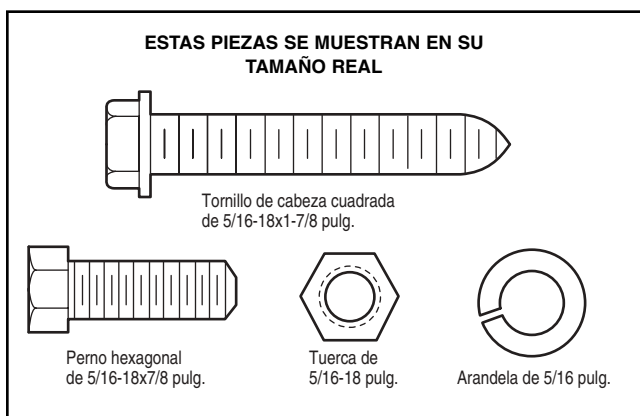 ESTAS PIEZAS SE MUESTRAN EN SU
TAMAÑO REAL
Tornillo de cabeza cuadrada
de 5/16-18x1-7/8 pulg.
Perno hexagonal
de 5/16-18x7/8 pulg.
Tuerca de
5/16-18 pulg.
Arandela de 5/16 pulg.